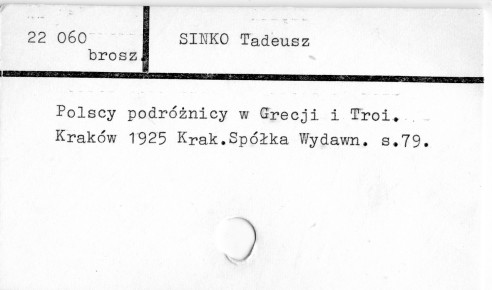 22 060
brosz.
SINKO Tadeusz
Polscy podróżnicy w Grecji i Troi.
Kraków 1925 Krak.Spółka Wydawn. s.79.